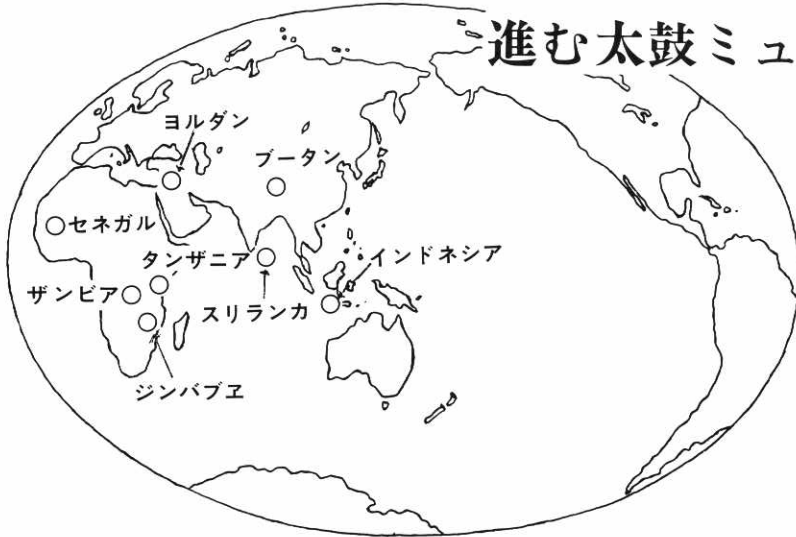 進む太鼓ミュ
ヨルダン
ブータン
セネガル
タンザニア
インドネシア
ザンビア
スリランカ
ジンバブヱ